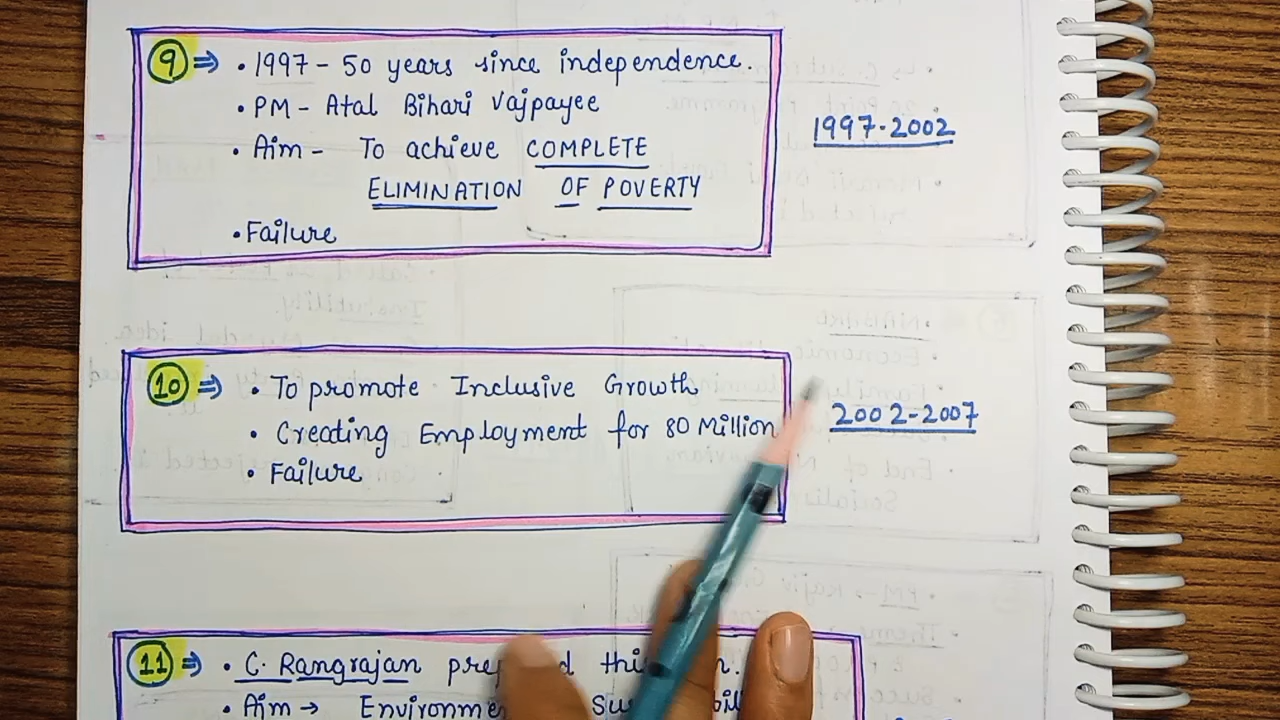 9 ⇒ • 1997 - 50 years since independence.
• PM - Atal Bihari Vajpayee
• Aim - To achieve COMPLETE
ELIMINATION OF POVERTY
• Failure
1997-2002
10 ⇒ • To promote Inclusive Growth
• Creating Employment for 80 Million
• Failure
2002-2007
11 ⇒ • C. Rangrajan
• Aim →